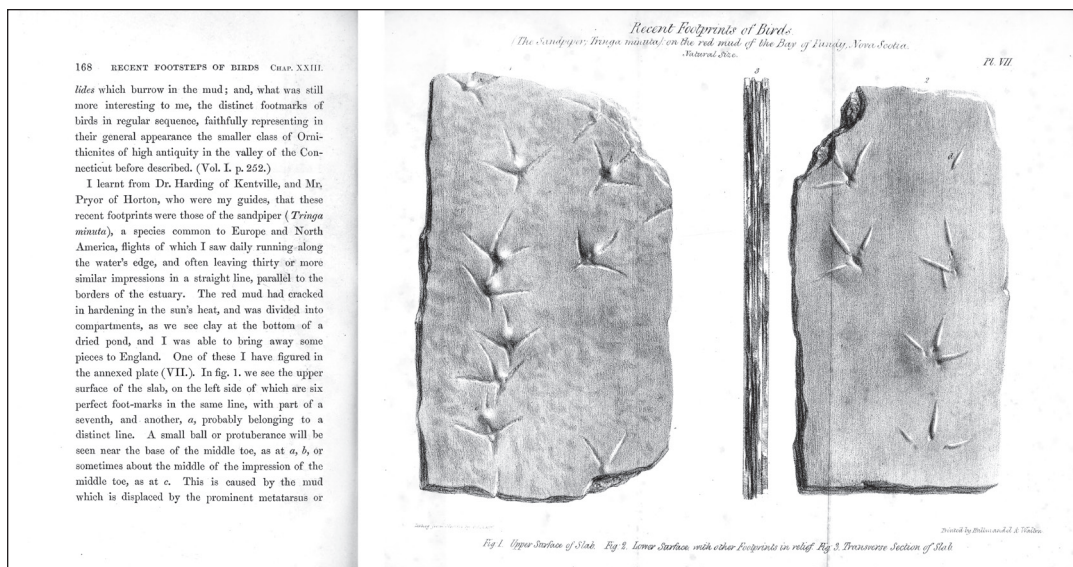 168 RECENT FOOTSTEPS OF BIRDS CHAP. XXIII.
lides which burrow in the mud; and, what was still
more interesting to me, the distinct footmarks of
birds in regular sequence, faithfully representing in
their general appearance the smaller class of Orni-
thicnites of high antiquity in the valley of the Con-
necticut before described. (Vol. I. p. 252.)
I learnt from Dr. Harding of Kentville, and Mr.
Pryor of Horton, who were my guides, that these
recent footprints were those of the sandpiper (Tringa
minuta), a species common to Europe and North
America, flights of which I saw daily running along
the water's edge, and often leaving thirty or more
similar impressions in a straight line, parallel to the
borders of the estuary. The red mud had cracked
in hardening in the sun's heat, and was divided into
compartments, as we see clay at the bottom of a
dried pond, and I was able to bring away some
pieces to England. One of these I have figured in
the annexed plate (VII.). In fig. 1. we see the upper
surface of the slab, on the left side of which are six
perfect foot-marks in the same line, with part of a
seventh, and another, a, probably belonging to a
distinct line. A small ball or protuberance will be
seen near the base of the middle toe, as at a, b, or
sometimes about the middle of the impression of the
middle toe, as at c. This is caused by the mud
which is displaced by the prominent metatarsus or
Recent Footprints of Birds.
(The Sandpiper, Tringa minuta) on the red mud of the Bay of Fundy, Nova Scotia.
Natural Size.
Pl. VII
1
3
2
d
Printed by Hullmandel & Walton
Fig 1. Upper Surface of Slab. Fig 2. Lower Surface with other Footprints in relief. Fig 3. Transverse Section of Slab